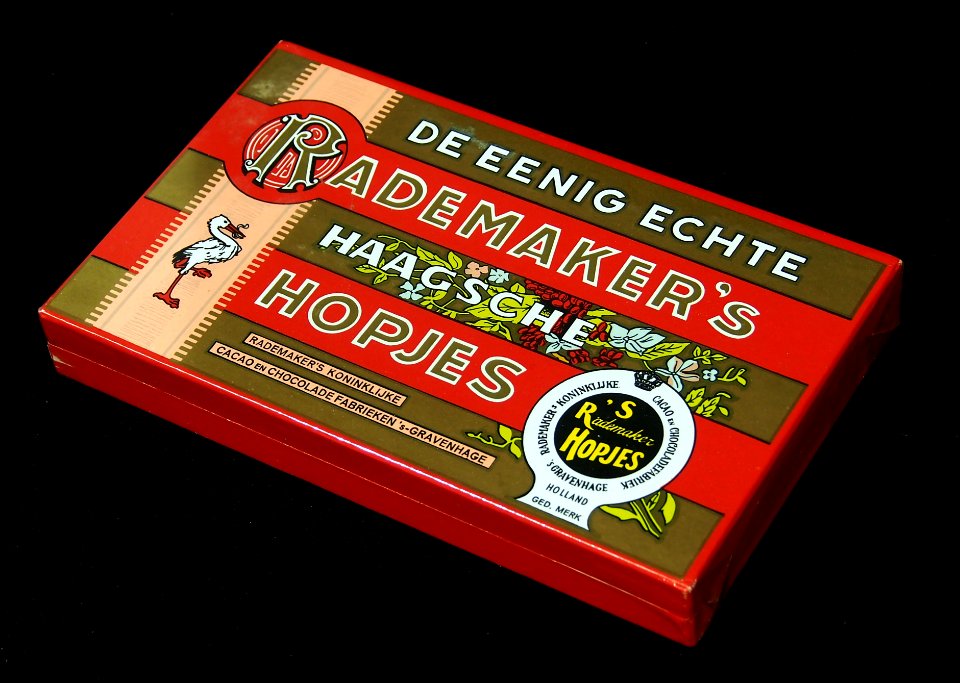 DE EENIG ECHTE
RADEMAKER'S
HAAGSCHE
HOPJES
RADEMAKER'S KONINKLIJKE
CACAO EN CHOCOLADE FABRIEKEN 's-GRAVENHAGE
RADEMAKER'S KONINKLIJKE CACAO EN CHOCOLADEFABRIEK
'S GRAVENHAGE
'S
Rademaker
HOPJES
HOLLAND
GED. MERK